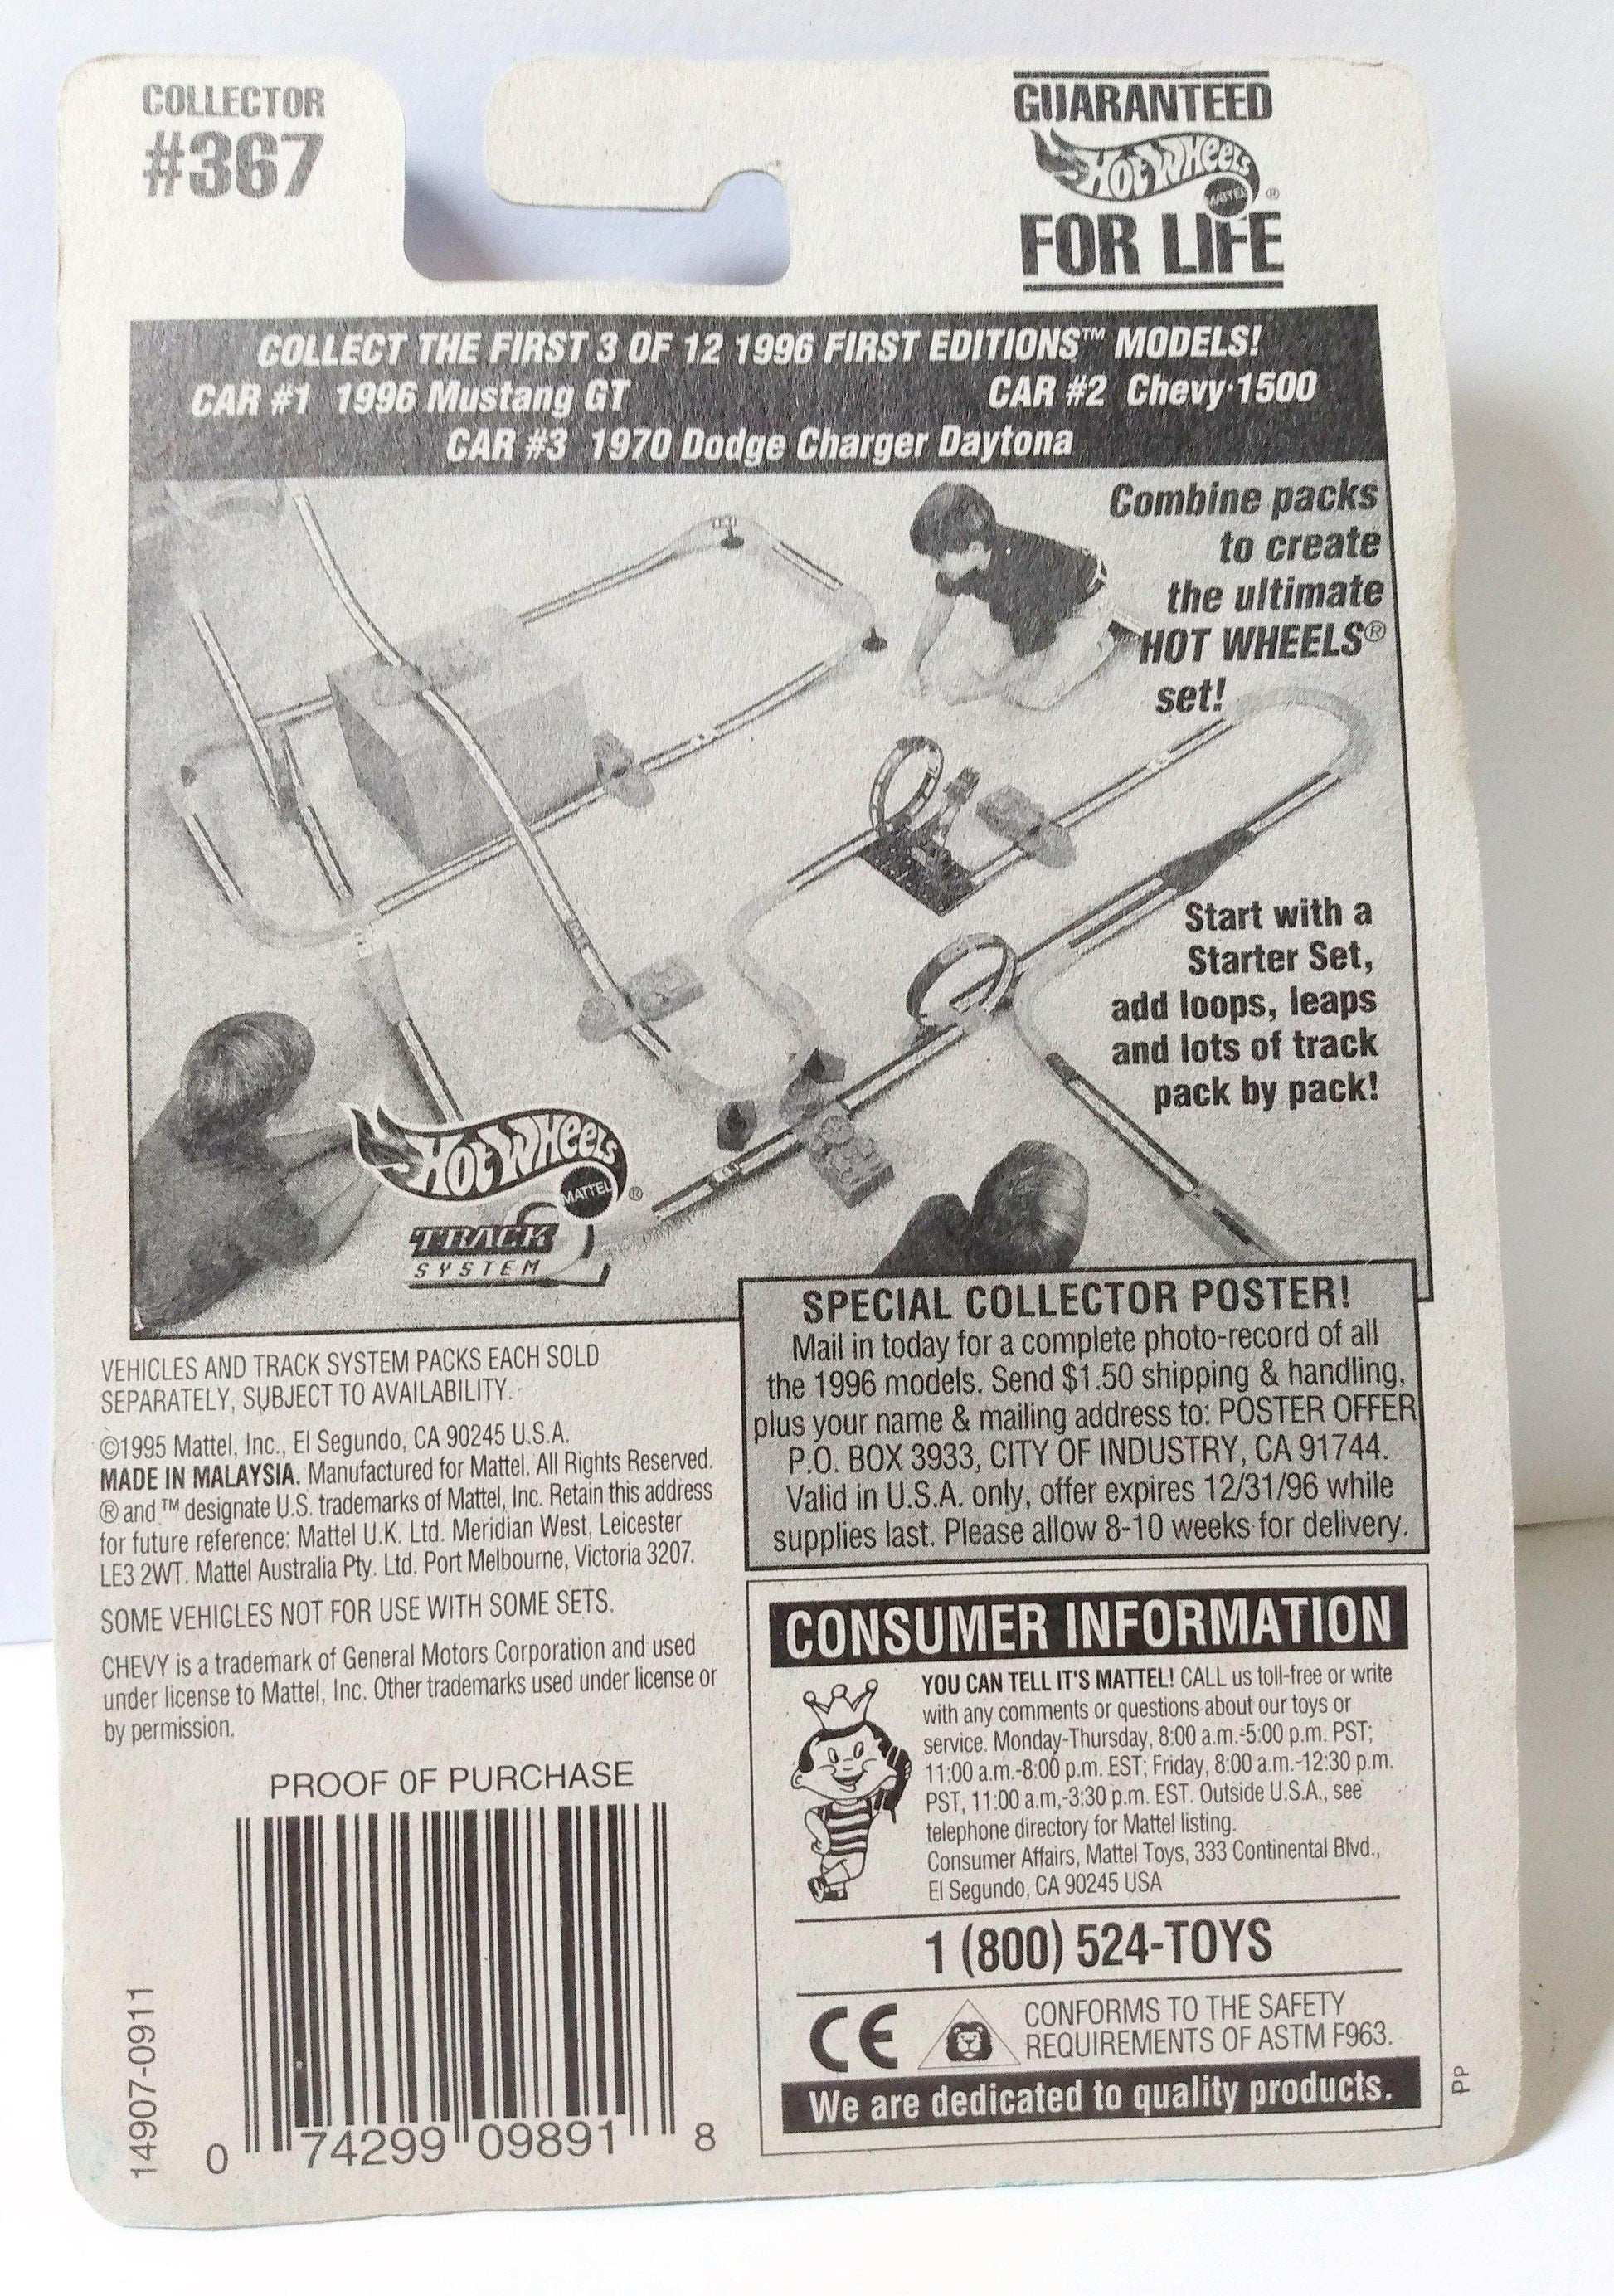 COLLECTOR
#367
GUARANTEED
HOT WHEELS
MATTEL
®
FOR LIFE
COLLECT THE FIRST 3 OF 12 1996 FIRST EDITIONS™ MODELS!
CAR #1 1996 Mustang GT CAR #2 Chevy 1500
CAR #3 1970 Dodge Charger Daytona
Combine packs
to create
the ultimate
HOT WHEELS®
set!
Start with a
Starter Set,
add loops, leaps
and lots of track
pack by pack!
HOT WHEELS
MATTEL ®
TRACK
SYSTEM
SPECIAL COLLECTOR POSTER!
Mail in today for a complete photo-record of all
the 1996 models. Send $1.50 shipping & handling,
plus your name & mailing address to: POSTER OFFER
P.O. BOX 3933, CITY OF INDUSTRY, CA 91744.
Valid in U.S.A. only, offer expires 12/31/96 while
supplies last. Please allow 8-10 weeks for delivery.
VEHICLES AND TRACK SYSTEM PACKS EACH SOLD
SEPARATELY, SUBJECT TO AVAILABILITY.
©1995 Mattel, Inc., El Segundo, CA 90245 U.S.A.
MADE IN MALAYSIA. Manufactured for Mattel. All Rights Reserved.
® and ™ designate U.S. trademarks of Mattel, Inc. Retain this address
for future reference: Mattel U.K. Ltd. Meridian West, Leicester
LE3 2WT. Mattel Australia Pty. Ltd. Port Melbourne, Victoria 3207.
SOME VEHICLES NOT FOR USE WITH SOME SETS.
CHEVY is a trademark of General Motors Corporation and used
under license to Mattel, Inc. Other trademarks used under license or
by permission.
PROOF OF PURCHASE
0 74299 09891 8
14907-0911
CONSUMER INFORMATION
YOU CAN TELL IT'S MATTEL! CALL us toll-free or write
with any comments or questions about our toys or
service. Monday-Thursday, 8:00 a.m.-5:00 p.m. PST;
11:00 a.m.-8:00 p.m. EST; Friday, 8:00 a.m.-12:30 p.m.
PST, 11:00 a.m.-3:30 p.m. EST. Outside U.S.A., see
telephone directory for Mattel listing.
Consumer Affairs, Mattel Toys, 333 Continental Blvd.,
El Segundo, CA 90245 USA
1 (800) 524-TOYS
CE
CONFORMS TO THE SAFETY
REQUIREMENTS OF ASTM F963.
We are dedicated to quality products.
PP